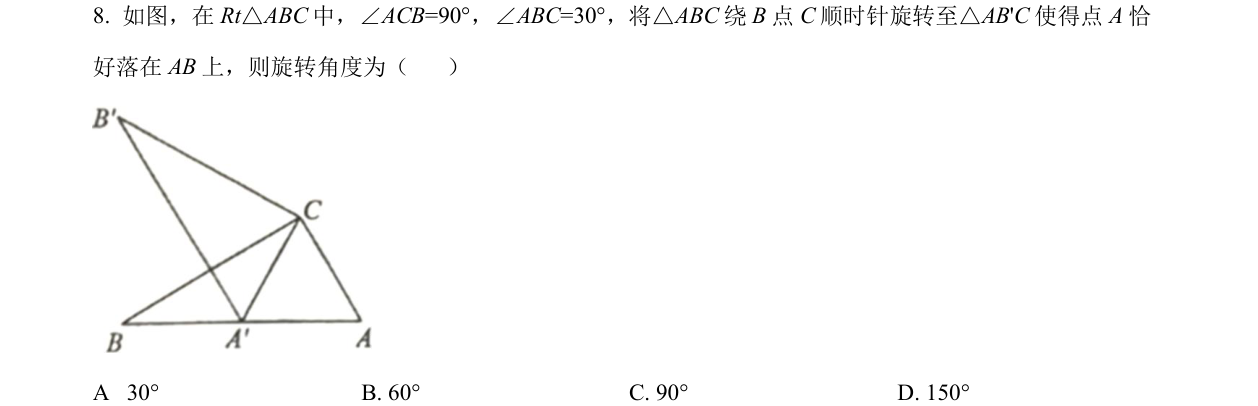 8. 如图，在 Rt△ABC 中，∠ACB=90°，∠ABC=30°，将△ABC 绕 B 点 C 顺时针旋转至△AB'C 使得点 A 恰
好落在 AB 上，则旋转角度为（ ）
B'
C
B
A'
A
A 30° B. 60° C. 90° D. 150°